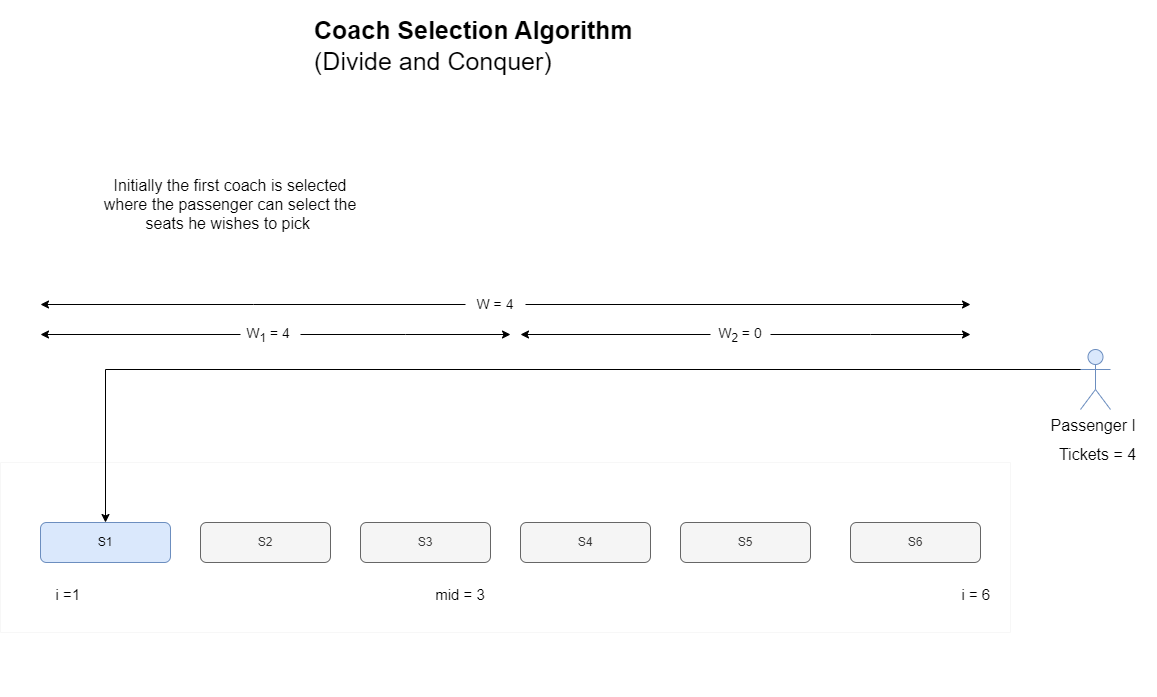 Coach Selection Algorithm
(Divide and Conquer)
Initially the first coach is selected
where the passenger can select the
seats he wishes to pick
W = 4
W₁ = 4
W₂ = 0
Passenger I
Tickets = 4
S1
S2
S3
S4
S5
S6
i =1
mid = 3
i = 6